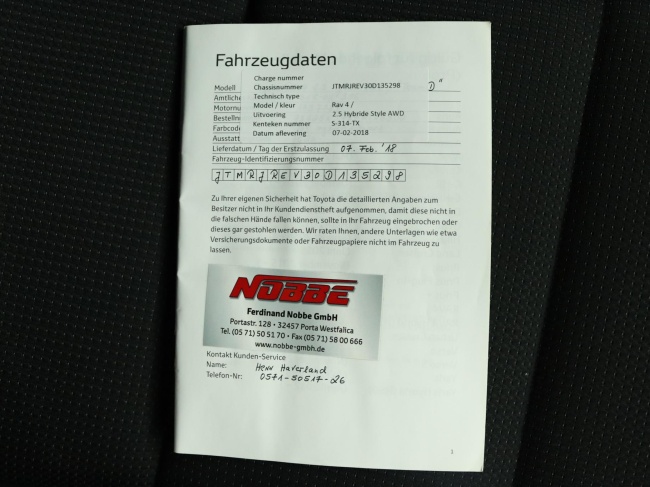 Fahrzeugdaten
Charge nummer
Modell Chassisnummer JTMRJREV30D135298 D"
Amtliche Technisch type
Motornu Model / kleur Rav 4 /
Bestelln Uitvoering 2.5 Hybride Style AWD
Farbcod Kenteken nummer S-314-TX
Ausstatt Datum aflevering 07-02-2018
Lieferdatum / Tag der Erstzulassung 07. Feb. '18
Fahrzeug-Identifizierungsnummer
JTMRJREV30D135298
Zu Ihrer eigenen Sicherheit hat Toyota die detaillierten Angaben zum
Besitzer nicht in Ihr Kundendienstheft aufgenommen, damit diese nicht in
die falschen Hände fallen können, sollte in Ihr Fahrzeug eingebrochen oder
dieses gar gestohlen werden. Wir raten Ihnen, andere Unterlagen wie etwa
Versicherungsdokumente oder Fahrzeugpapiere nicht im Fahrzeug zu
lassen.
NOBBE
Ferdinand Nobbe GmbH
Portastr. 128 • 32457 Porta Westfalica
Tel. (05 71) 50 51 70 • Fax (05 71) 5 80 06 66
www.nobbe-gmbh.de
Kontakt Kunden-Service
Name: Herr Haverland
Telefon-Nr: 0571-50517-26
3